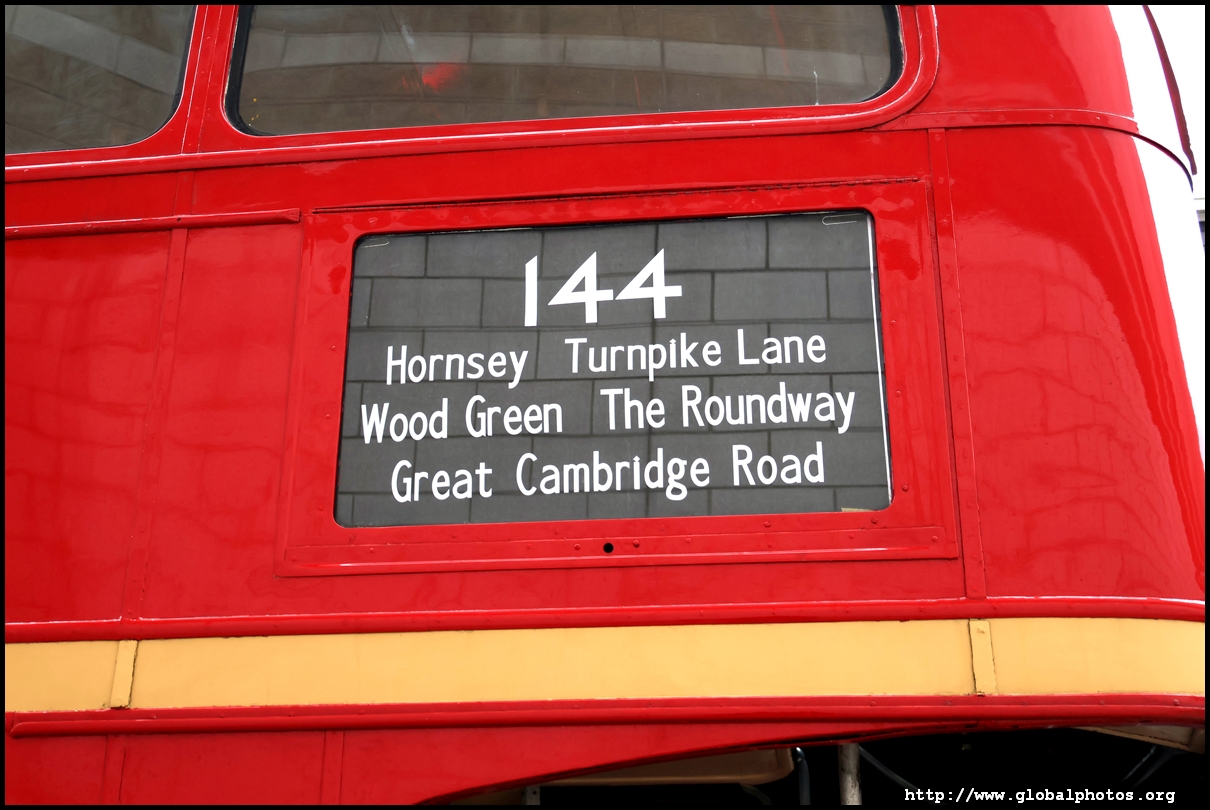 144
Hornsey Turnpike Lane
Wood Green The Roundway
Great Cambridge Road
http://www.globalphotos.org